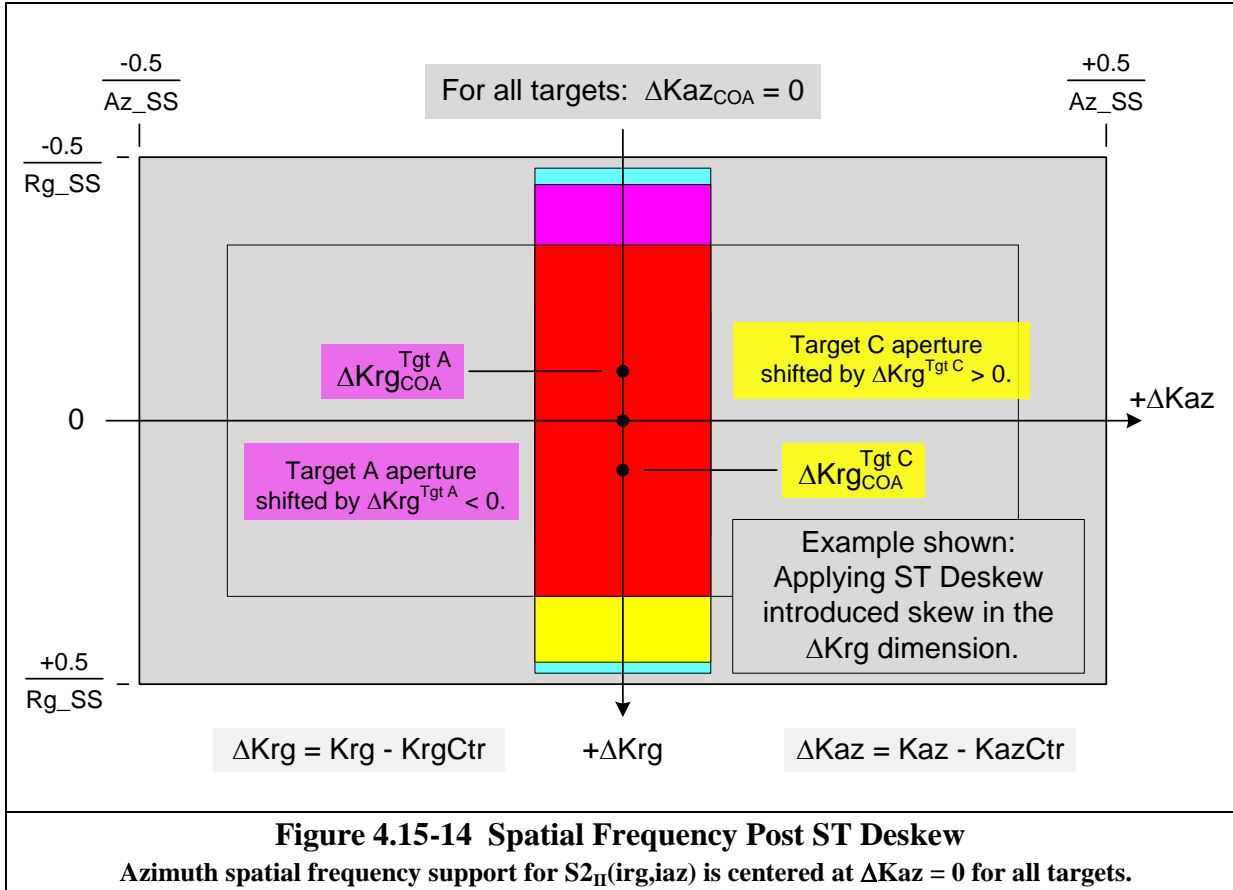 -0.5
Az_SS
For all targets: ΔKaz_COA = 0
+0.5
Az_SS
-0.5
Rg_SS
ΔKrg_COA^Tgt A
Target C aperture
shifted by ΔKrg^Tgt C > 0.
0
+ΔKaz
Target A aperture
shifted by ΔKrg^Tgt A < 0.
ΔKrg_COA^Tgt C
Example shown:
Applying ST Deskew
introduced skew in the
ΔKrg dimension.
+0.5
Rg_SS
ΔKrg = Krg - KrgCtr
+ΔKrg
ΔKaz = Kaz - KazCtr
Figure 4.15-14 Spatial Frequency Post ST Deskew
Azimuth spatial frequency support for S2_II(irg,iaz) is centered at ΔKaz = 0 for all targets.